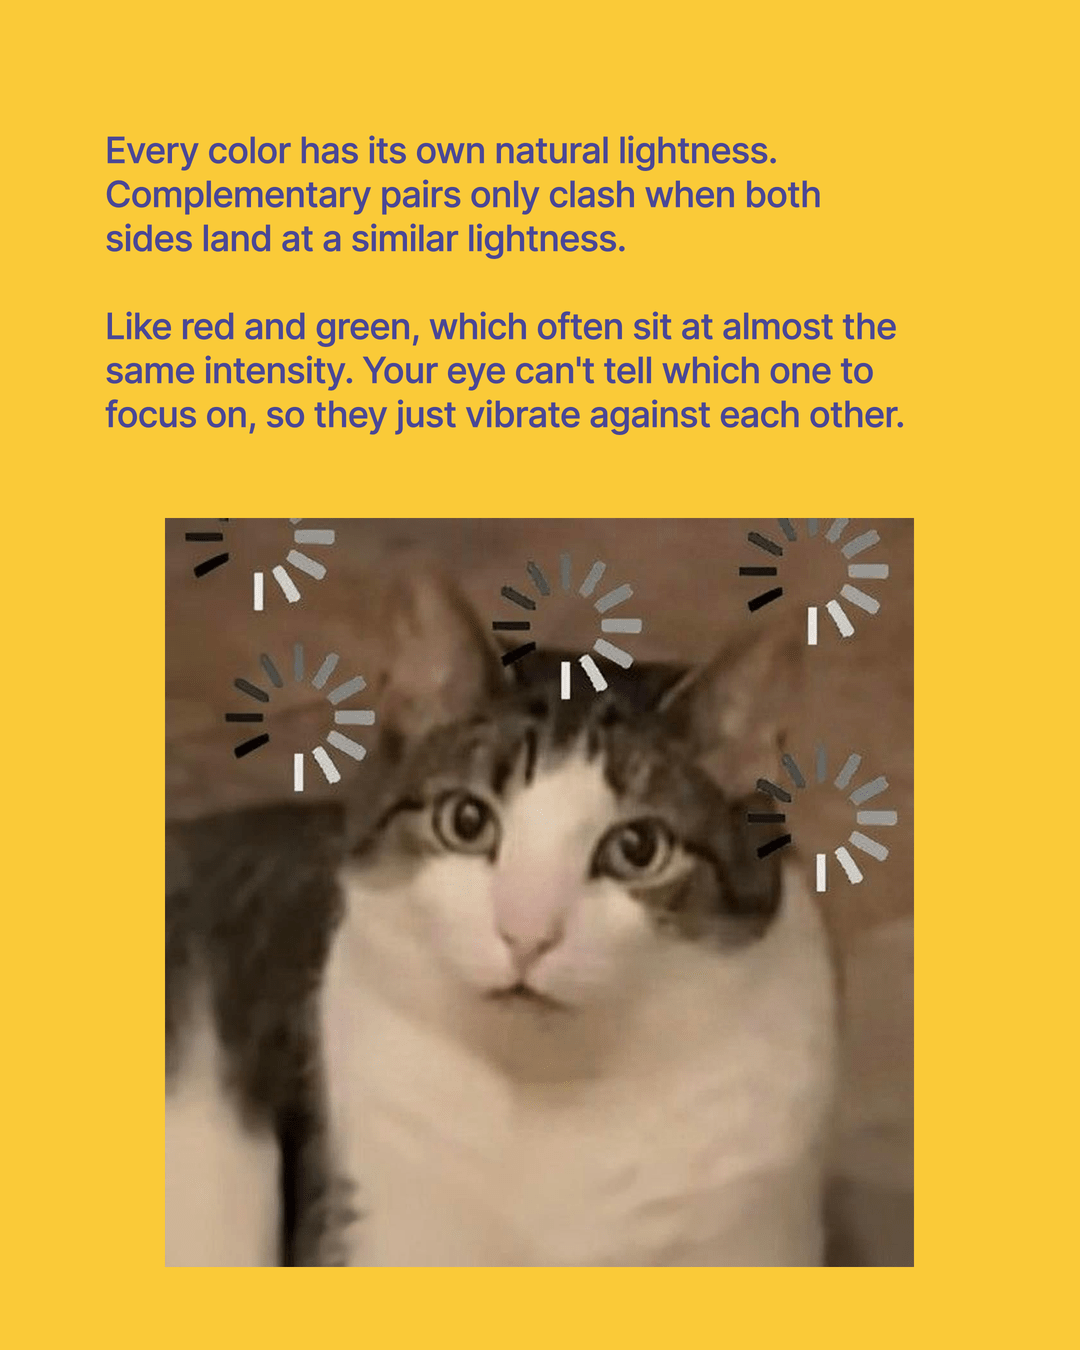 Every color has its own natural lightness.
Complementary pairs only clash when both
sides land at a similar lightness.
Like red and green, which often sit at almost the
same intensity. Your eye can't tell which one to
focus on, so they just vibrate against each other.